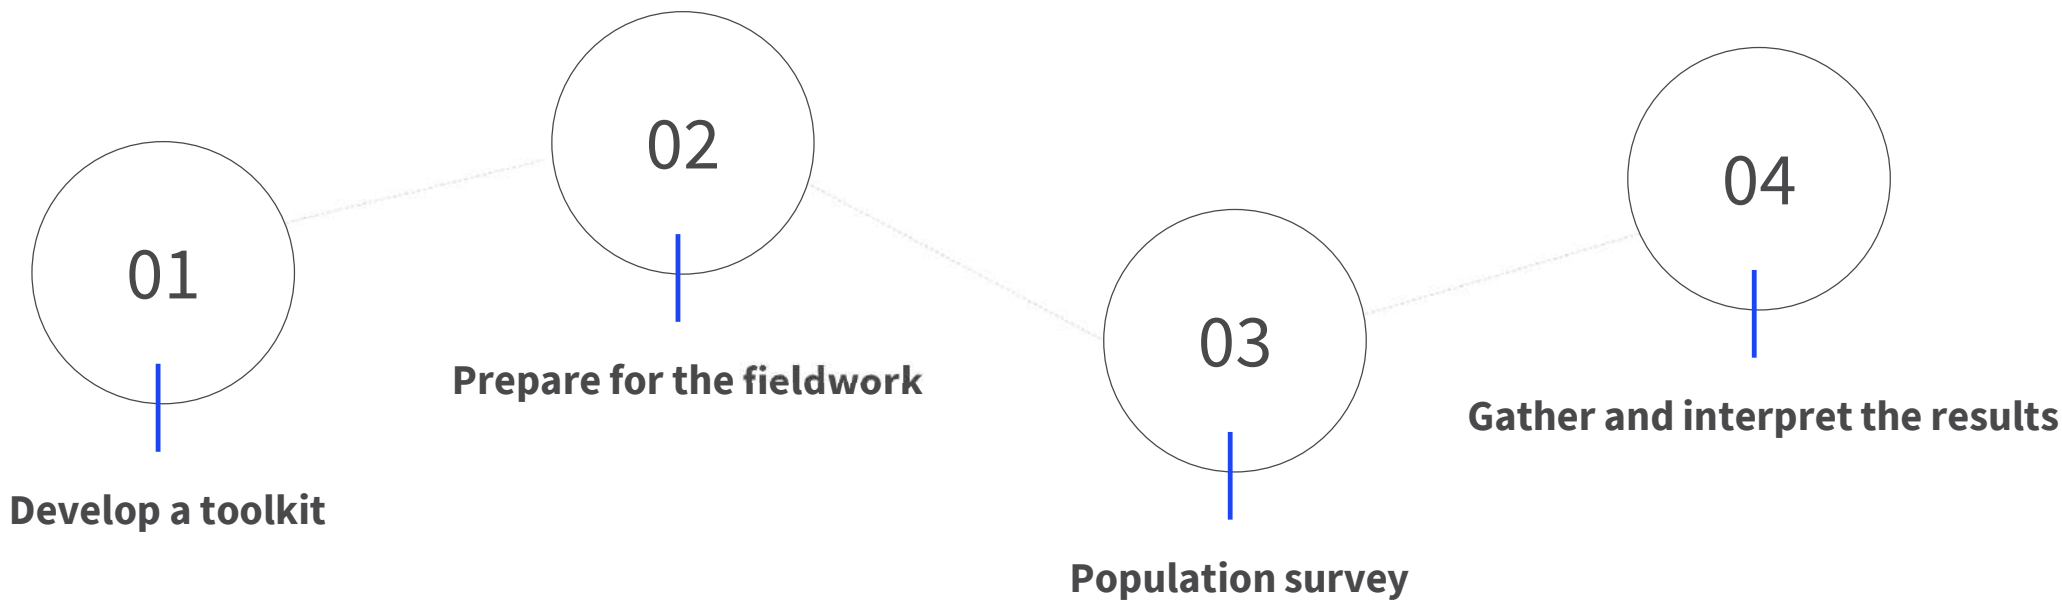 01
Develop a toolkit
02
Prepare for the fieldwork
03
Population survey
04
Gather and interpret the results